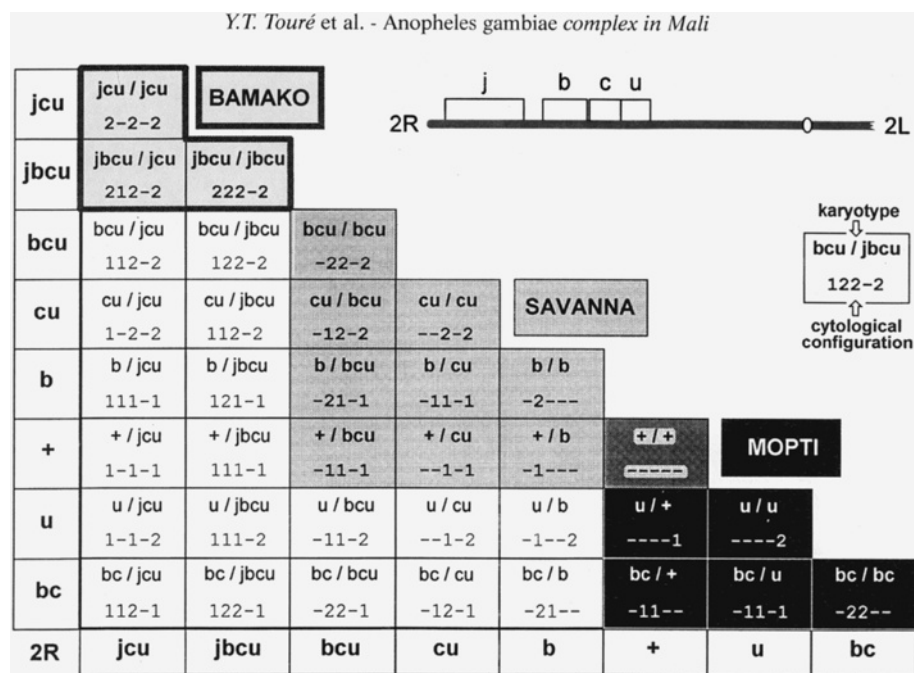 Y.T. Touré et al. - Anopheles gambiae complex in Mali
j b c u
2R 2L
jcu jcu / jcu BAMAKO
2-2-2
jbcu jbcu / jcu jbcu / jbcu
212-2 222-2
karyotype
bcu / jbcu
122-2
cytological
configuration
bcu bcu / jcu bcu / jbcu bcu / bcu
112-2 122-2 -22-2
cu cu / jcu cu / jbcu cu / bcu cu / cu SAVANNA
1-2-2 112-2 -12-2 --2-2
b b / jcu b / jbcu b / bcu b / cu b / b
111-1 121-1 -21-1 -11-1 -2---
+ + / jcu + / jbcu + / bcu + / cu + / b + / + MOPTI
1-1-1 111-1 -11-1 --1-1 -1--- -----
u u / jcu u / jbcu u / bcu u / cu u / b u / + u / u
1-1-2 111-2 -11-2 --1-2 -1--2 ----1 ----2
bc bc / jcu bc / jbcu bc / bcu bc / cu bc / b bc / + bc / u bc / bc
112-1 122-1 -22-1 -12-1 -21-- -11-- -11-1 -22--
2R jcu jbcu bcu cu b + u bc